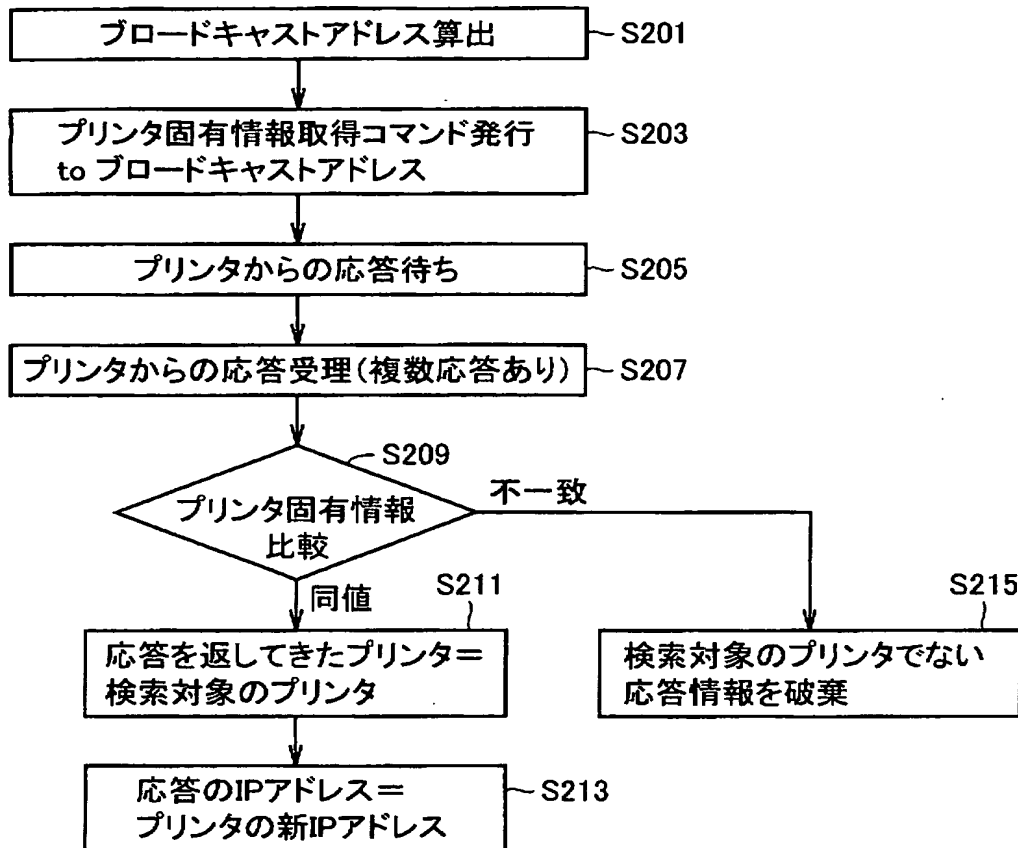 ブロードキャストアドレス算出
S201
プリンタ固有情報取得コマンド発行
to ブロードキャストアドレス
S203
プリンタからの応答待ち
S205
プリンタからの応答受理(複数応答あり)
S207
S209
プリンタ固有情報
比較
不一致
同値
S211
応答を返してきたプリンタ=
検索対象のプリンタ
S215
検索対象のプリンタでない
応答情報を破棄
応答のIPアドレス=
プリンタの新IPアドレス
S213